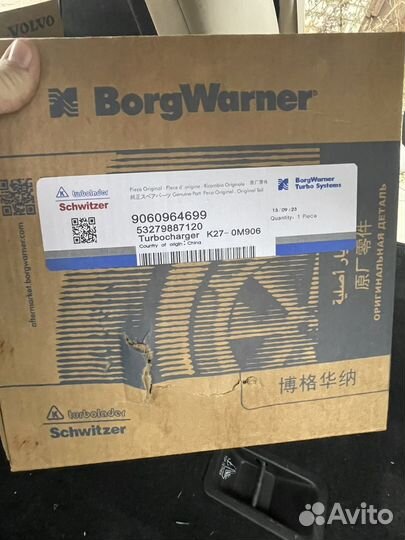 VOLVO
BorgWarner
turbolader
Schwitzer
Pieza Original · Piece d'origine · Ricambio Originale · 原厂零件
純正スペアパーツ Genuine Part Peca Original · Original Teil
BorgWarner
Turbo Systems
9060964699
53279887120
Turbocharger K27-0M906
Country of origin: China
13/09/23
Quantity: 1 Piece
aftermarket.borgwarner.com
原厂零件
ОРИГИНАЛЬНАЯ ДЕТАЛЬ
博格华纳
turbolader
Schwitzer
Avito